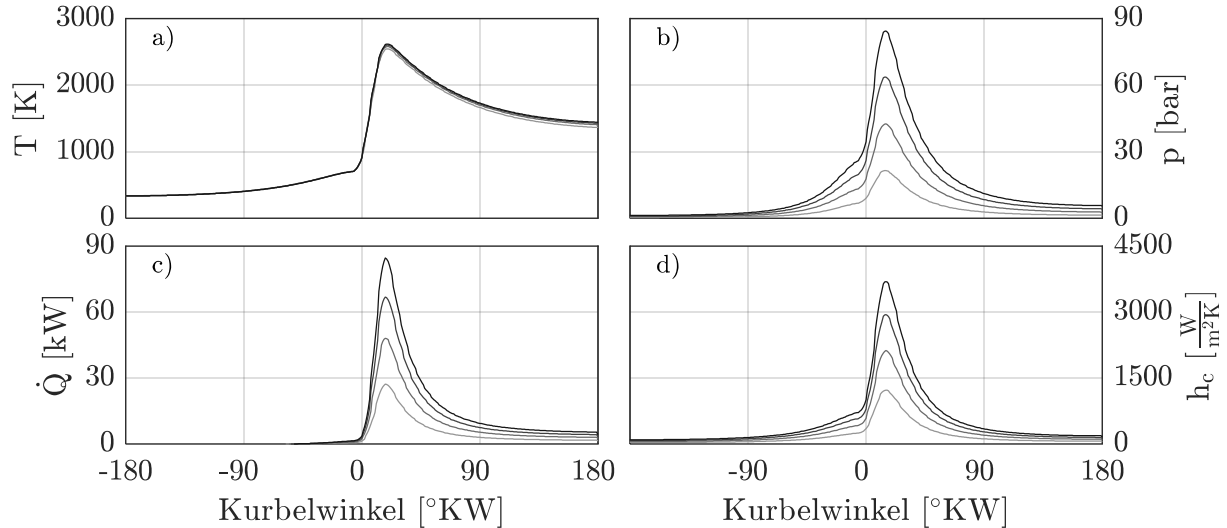 3000
2000
1000
0
T [K]
a)
b)
90
60
30
0
p [bar]
90
60
30
0
Q̇ [kW]
c)
d)
4500
3000
1500
0
h_c [W/m²K]
-180 -90 0 90 180
-90 0 90 180
Kurbelwinkel [°KW]
Kurbelwinkel [°KW]